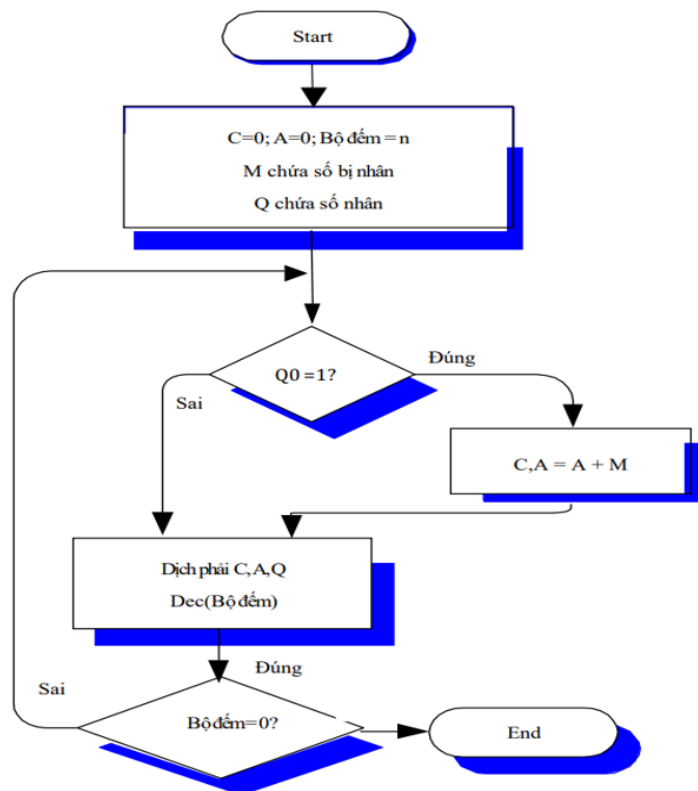 Start
C=0; A=0; Bộ đếm = n
M chứa số bị nhân
Q chứa số nhân
Q0 =1?
Đúng
Sai
C,A = A + M
Dịch phải C,A,Q
Dec(Bộ đếm)
Đúng
Sai
Bộ đếm=0?
End